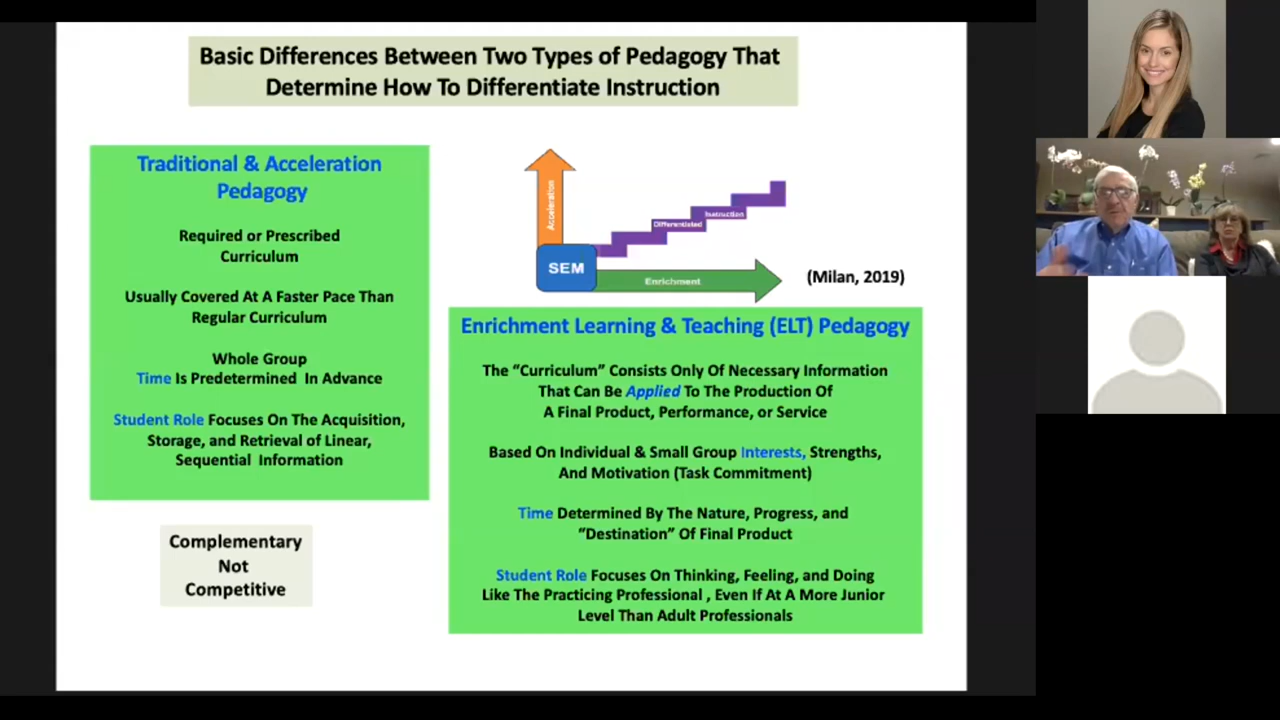 Basic Differences Between Two Types of Pedagogy That
Determine How To Differentiate Instruction
Traditional & Acceleration
Pedagogy
Required or Prescribed
Curriculum
Usually Covered At A Faster Pace Than
Regular Curriculum
Whole Group
Time Is Predetermined In Advance
Student Role Focuses On The Acquisition,
Storage, and Retrieval of Linear,
Sequential Information
Complementary
Not
Competitive
Acceleration
Differentiated
Instruction
SEM
Enrichment
(Milan, 2019)
Enrichment Learning & Teaching (ELT) Pedagogy
The “Curriculum” Consists Only Of Necessary Information
That Can Be Applied To The Production Of
A Final Product, Performance, or Service
Based On Individual & Small Group Interests, Strengths,
And Motivation (Task Commitment)
Time Determined By The Nature, Progress, and
“Destination” Of Final Product
Student Role Focuses On Thinking, Feeling, and Doing
Like The Practicing Professional , Even If At A More Junior
Level Than Adult Professionals